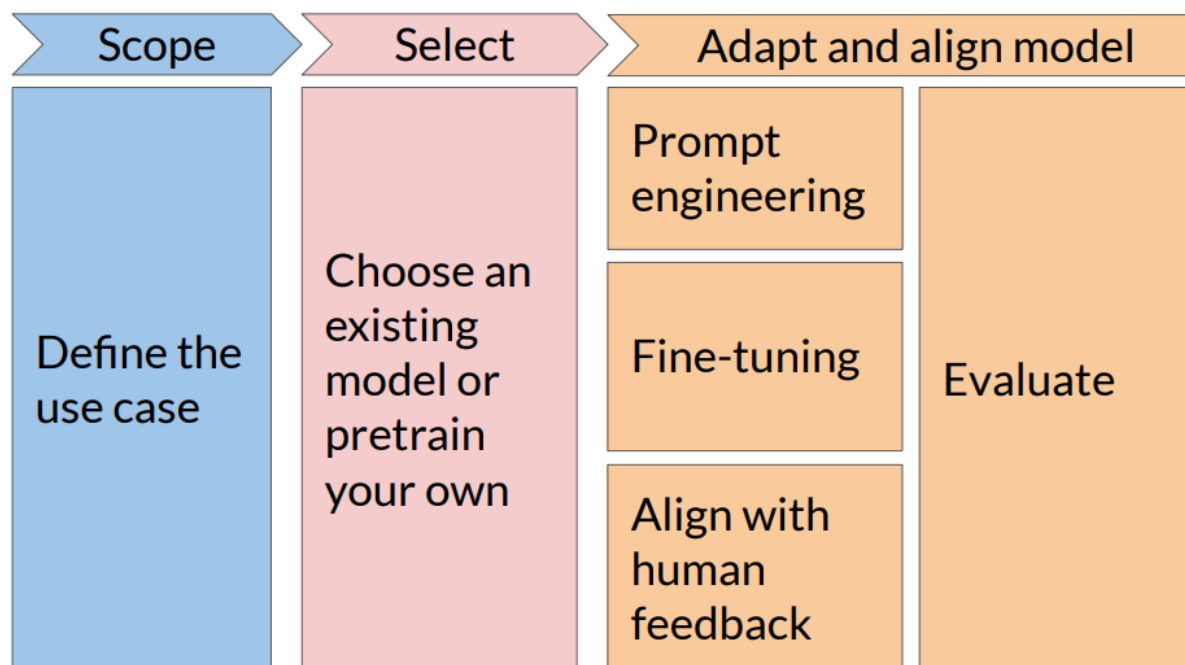 Scope
Select
Adapt and align model
Define the
use case
Choose an
existing
model or
pretrain
your own
Prompt
engineering
Fine-tuning
Align with
human
feedback
Evaluate